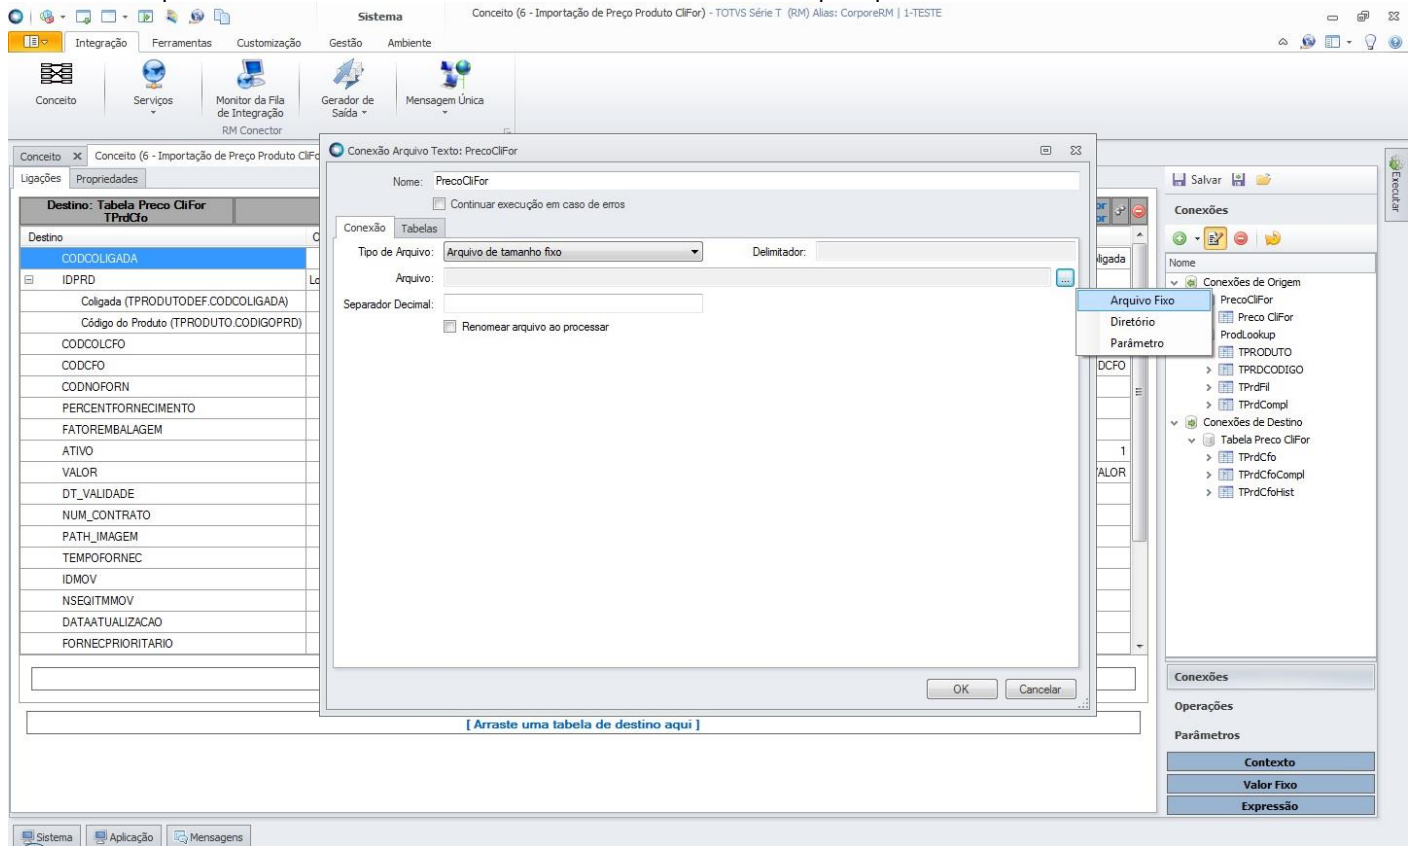 Sistema
Conceito (6 - Importação de Preço Produto CliFor) - TOTVS Série T (RM) Alias: CorporeRM | 1-TESTE
Integração Ferramentas Customização Gestão Ambiente
Conceito
Serviços
Monitor da Fila de Integração
Gerador de Saída
Mensagem Única
RM Conector
Conceito
Conceito (6 - Importação de Preço Produto CliFo
Ligações Propriedades
Destino: Tabela Preco CliFor
TPrdCfo
Destino
CODCOLIGADA
IDPRD
Coligada (TPRODUTODEF.CODCOLIGADA)
Código do Produto (TPRODUTO.CODIGOPRD)
CODCOLCFO
CODCFO
CODNOFORN
PERCENTFORNECIMENTO
FATOREMBALAGEM
ATIVO
VALOR
DT_VALIDADE
NUM_CONTRATO
PATH_IMAGEM
TEMPOFORNEC
IDMOV
NSEQITMMOV
DATAATUALIZACAO
FORNECPRIORITARIO
Conexão Arquivo Texto: PrecoCliFor
Nome: PrecoCliFor
Continuar execução em caso de erros
Conexão Tabelas
Tipo de Arquivo: Arquivo de tamanho fixo Delimitador:
Arquivo: ...
Separador Decimal:
Renomear arquivo ao processar
OK Cancelar
Arquivo Fixo
Diretório
Parâmetro
ligada
DCFO
1
ALOR
[ Arraste uma tabela de destino aqui ]
Salvar
Conexões
Nome
Conexões de Origem
PrecoCliFor
Preco CliFor
ProdLookup
TPRODUTO
TPRDCODIGO
TPrdFil
TPrdCompl
Conexões de Destino
Tabela Preco CliFor
TPrdCfo
TPrdCfoCompl
TPrdCfoHist
Conexões
Operações
Parâmetros
Contexto
Valor Fixo
Expressão
Executar
Sistema Aplicação Mensagens